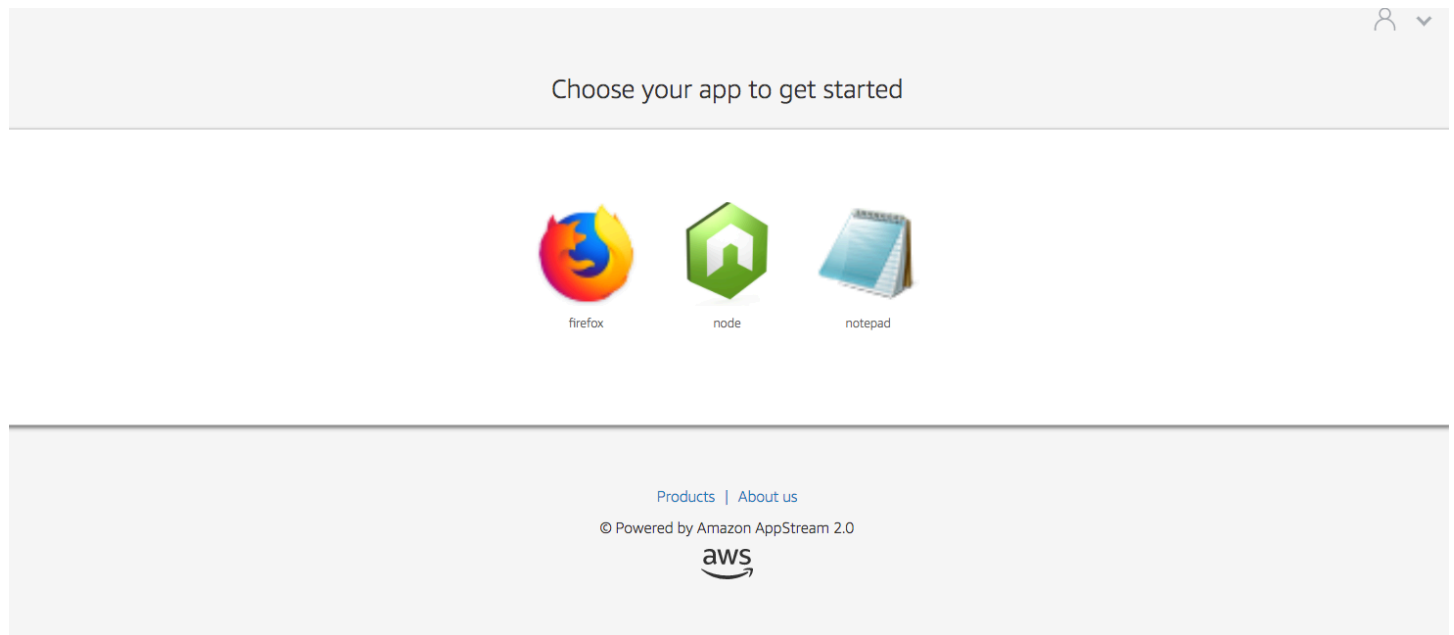 Choose your app to get started
firefox
node
notepad
Products | About us
© Powered by Amazon AppStream 2.0
aws